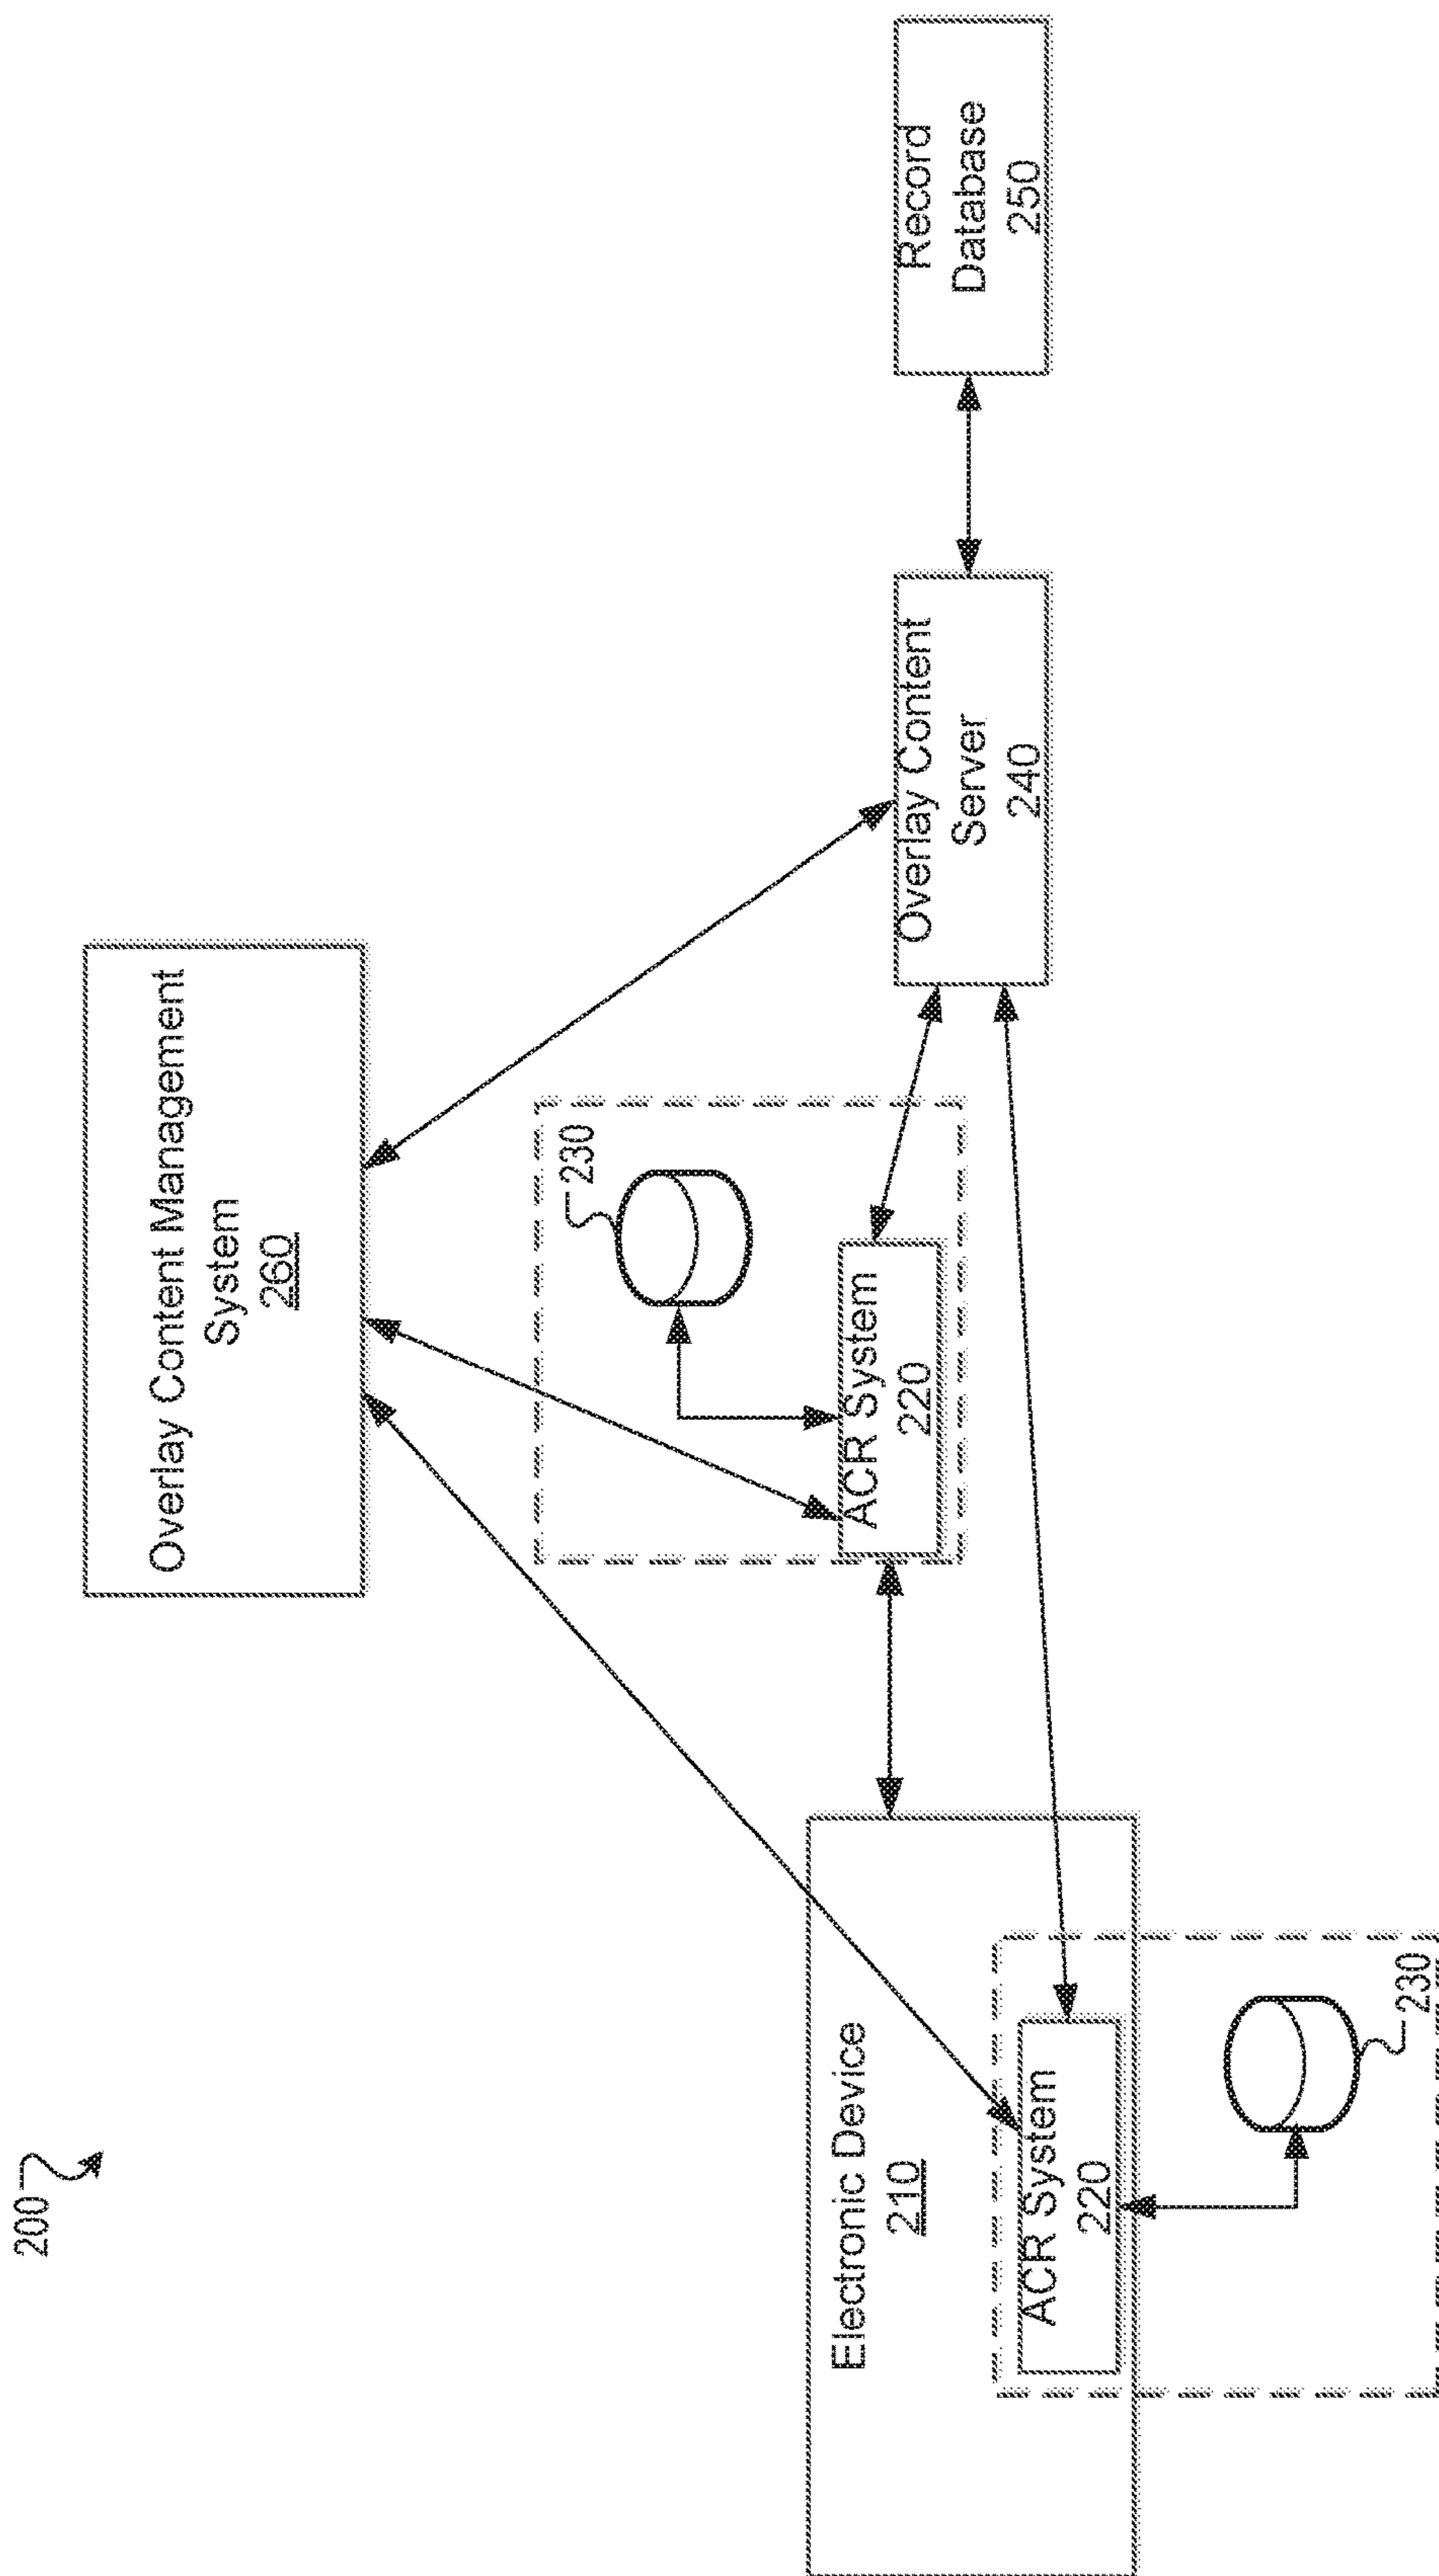 200
Overlay Content Management
System
260
230
ACR System
220
Electronic Device
210
ACR System
220
230
Overlay Content
Server
240
Record
Database
250